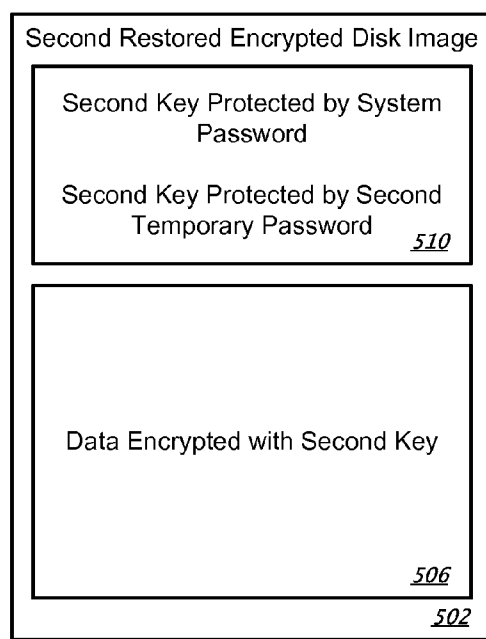 Second Restored Encrypted Disk Image
Second Key Protected by System
Password
Second Key Protected by Second
Temporary Password
510
Data Encrypted with Second Key
506
502